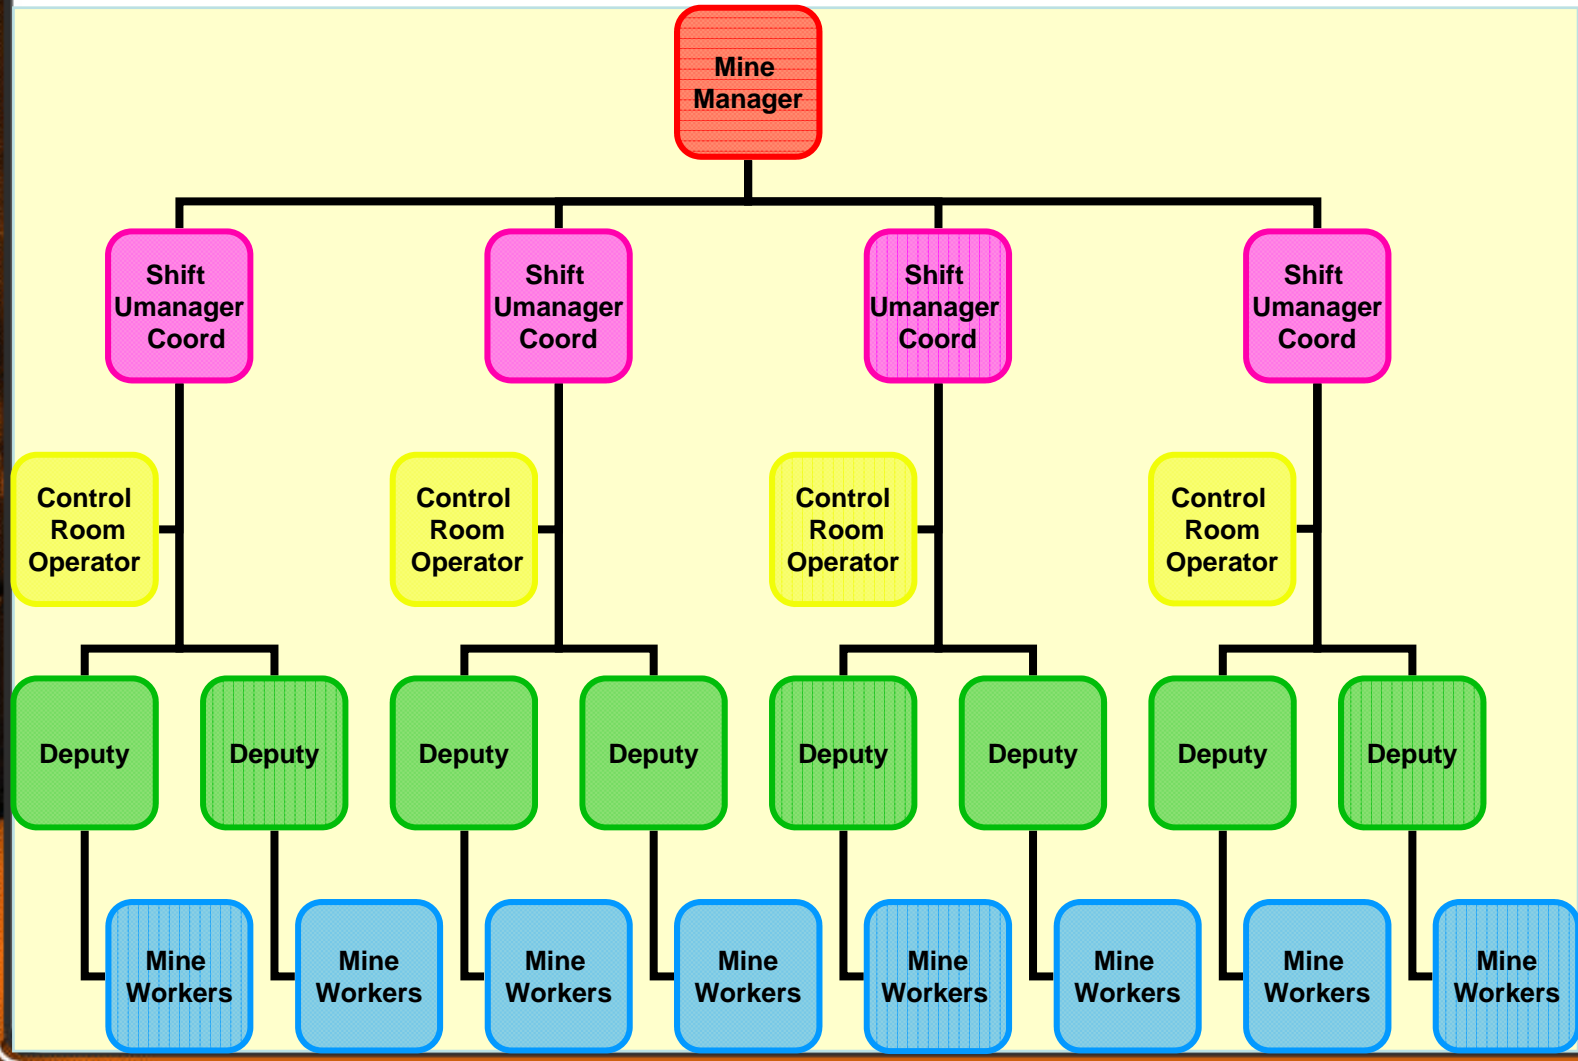 Mine
Manager
Shift
Umanager
Coord
Shift
Umanager
Coord
Shift
Umanager
Coord
Shift
Umanager
Coord
Control
Room
Operator
Control
Room
Operator
Control
Room
Operator
Control
Room
Operator
Deputy
Deputy
Deputy
Deputy
Deputy
Deputy
Deputy
Deputy
Mine
Workers
Mine
Workers
Mine
Workers
Mine
Workers
Mine
Workers
Mine
Workers
Mine
Workers
Mine
Workers